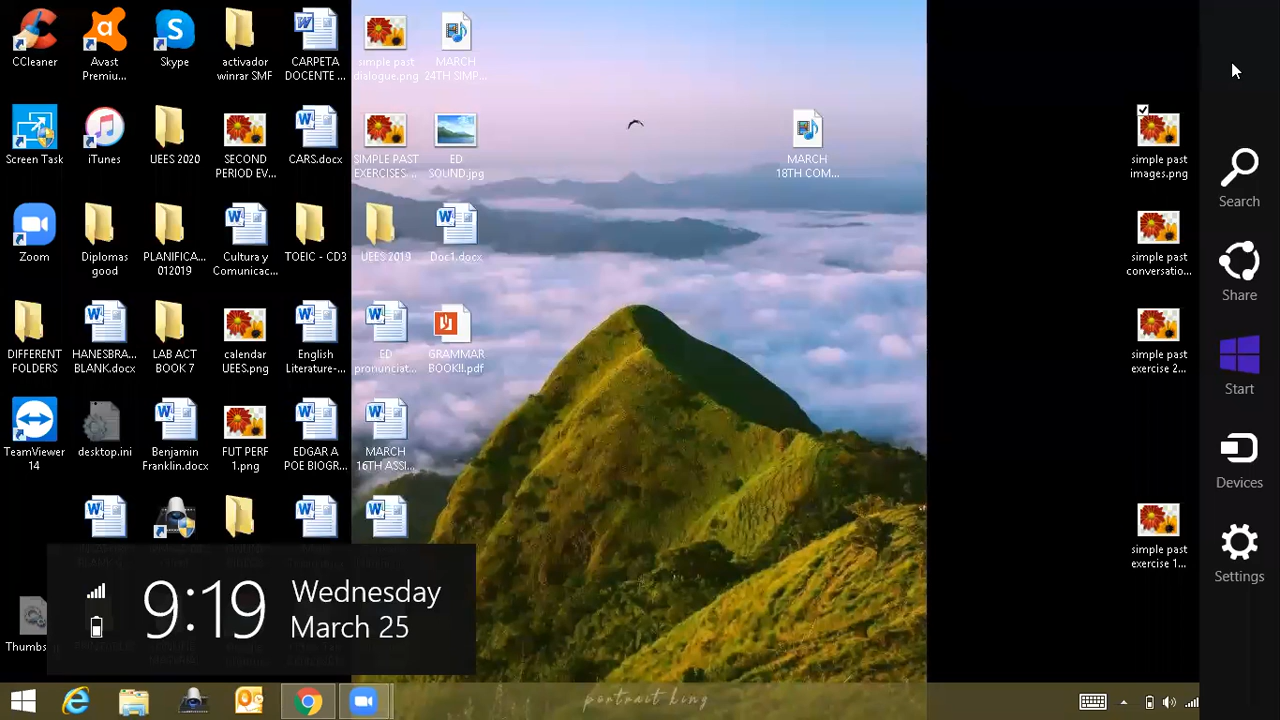 CCleaner
Avast
Premiu...
Skype
activador
winrar SMF
CARPETA
DOCENTE ...
simple past
dialogue.png
MARCH
24TH SIMP...
Screen Task
iTunes
UEES 2020
SECOND
PERIOD EV...
CARS.docx
SIMPLE PAST
EXERCISES-...
ED
SOUND.jpg
MARCH
18TH COM...
simple past
images.png
Search
Zoom
Diplomas
good
PLANIFICA...
012019
Cultura y
Comunicac...
TOEIC - CD3
UEES 2019
Doc1.docx
simple past
conversatio...
Share
DIFFERENT
FOLDERS
HANESBRA...
BLANK.docx
LAB ACT
BOOK 7
calendar
UEES.png
English
Literature-...
ED
pronunciat...
GRAMMAR
BOOK!!.pdf
simple past
exercise 2...
Start
TeamViewer
14
desktop.ini
Benjamin
Franklin.docx
FUT PERF
1.png
EDGAR A
POE BIOGR...
MARCH
16TH ASSI...
Devices
simple past
exercise 1...
Settings
9:19
Wednesday
March 25
Thumbs
portrait king